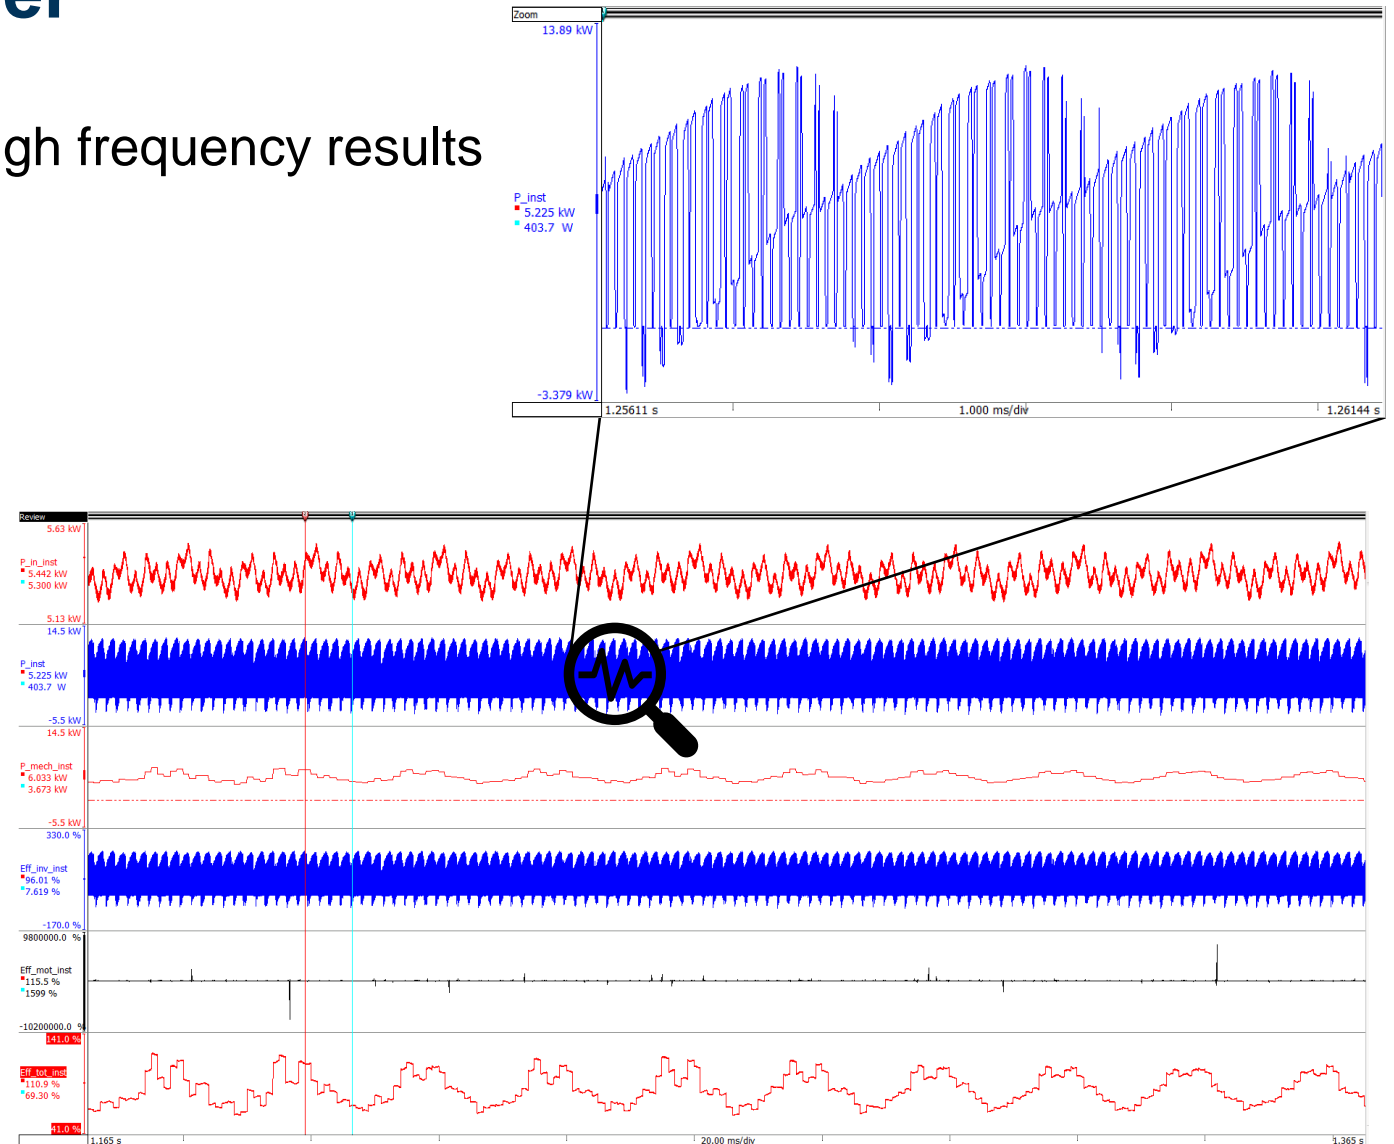 er
gh frequency results
Zoom
13.89 kW
P_inst
5.225 kW
403.7 W
-3.379 kW
1.25611 s
1.000 ms/div
1.26144 s
Review
5.63 kW
P_in_inst
5.442 kW
5.300 kW
5.13 kW
14.5 kW
P_inst
5.225 kW
403.7 W
-5.5 kW
14.5 kW
P_mech_inst
6.033 kW
3.673 kW
-5.5 kW
330.0 %
Eff_inv_inst
96.01 %
7.619 %
-170.0 %
9800000.0 %
Eff_mot_inst
115.5 %
1599 %
-10200000.0 %
141.0 %
Eff_tot_inst
110.9 %
69.30 %
41.0 %
1.165 s
20.00 ms/div
1.365 s